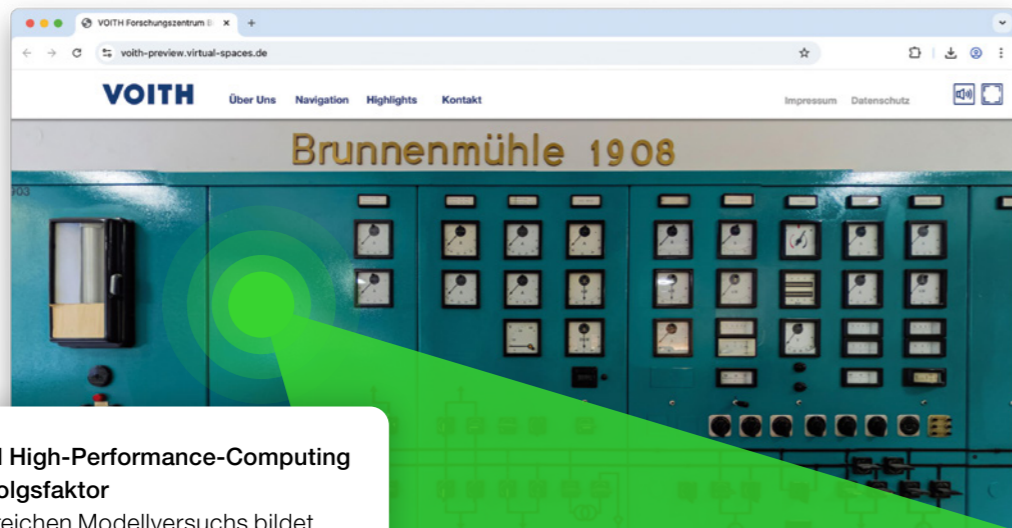 VOITH Forschungszentrum B
voith-preview.virtual-spaces.de
VOITH
Über Uns Navigation Highlights Kontakt
Impressum Datenschutz
Brunnenmühle 1908
903
High-Performance-Computing
olgsfaktor
reichen Modellversuchs bildet